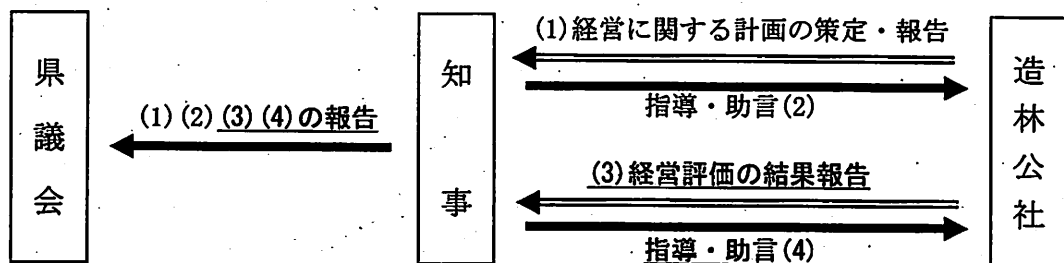 県議会
(1)(2)(3)(4)の報告
知事
(1)経営に関する計画の策定・報告
指導・助言(2)
(3)経営評価の結果報告
指導・助言(4)
造林公社